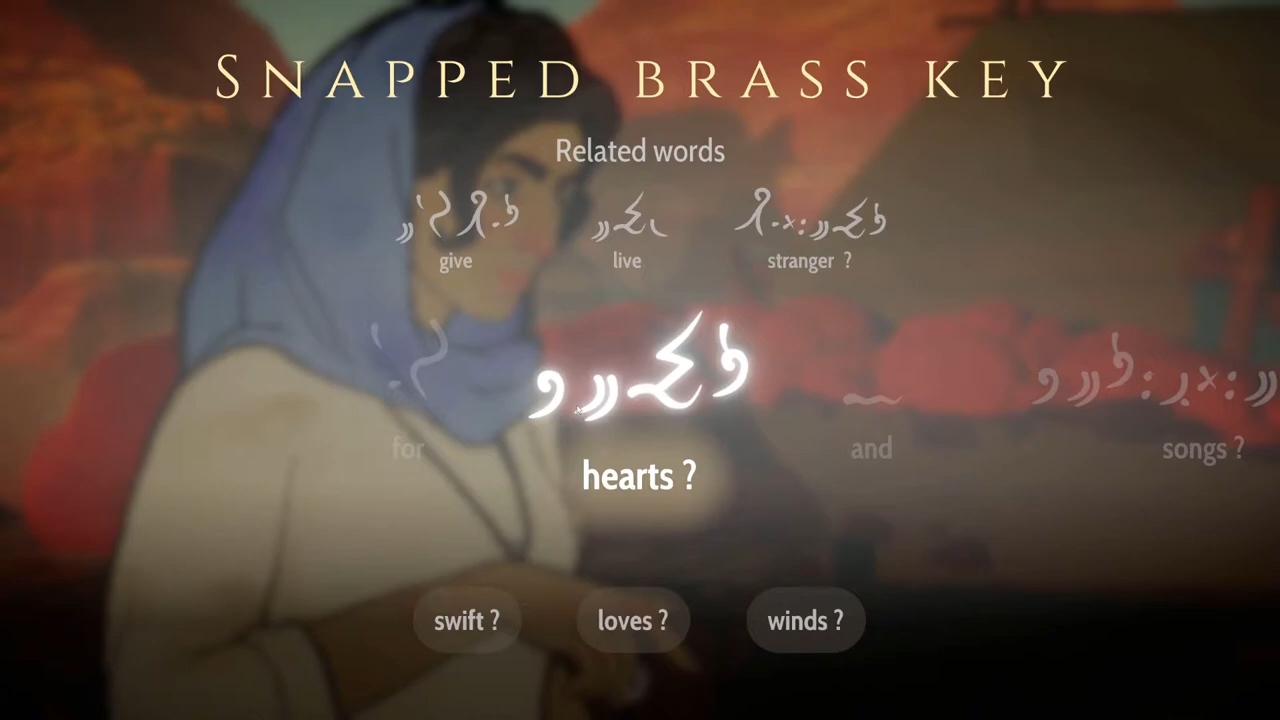 SNAPPED BRASS KEY
Related words
give live stranger ?
for hearts ? and songs ?
swift ? loves ? winds ?